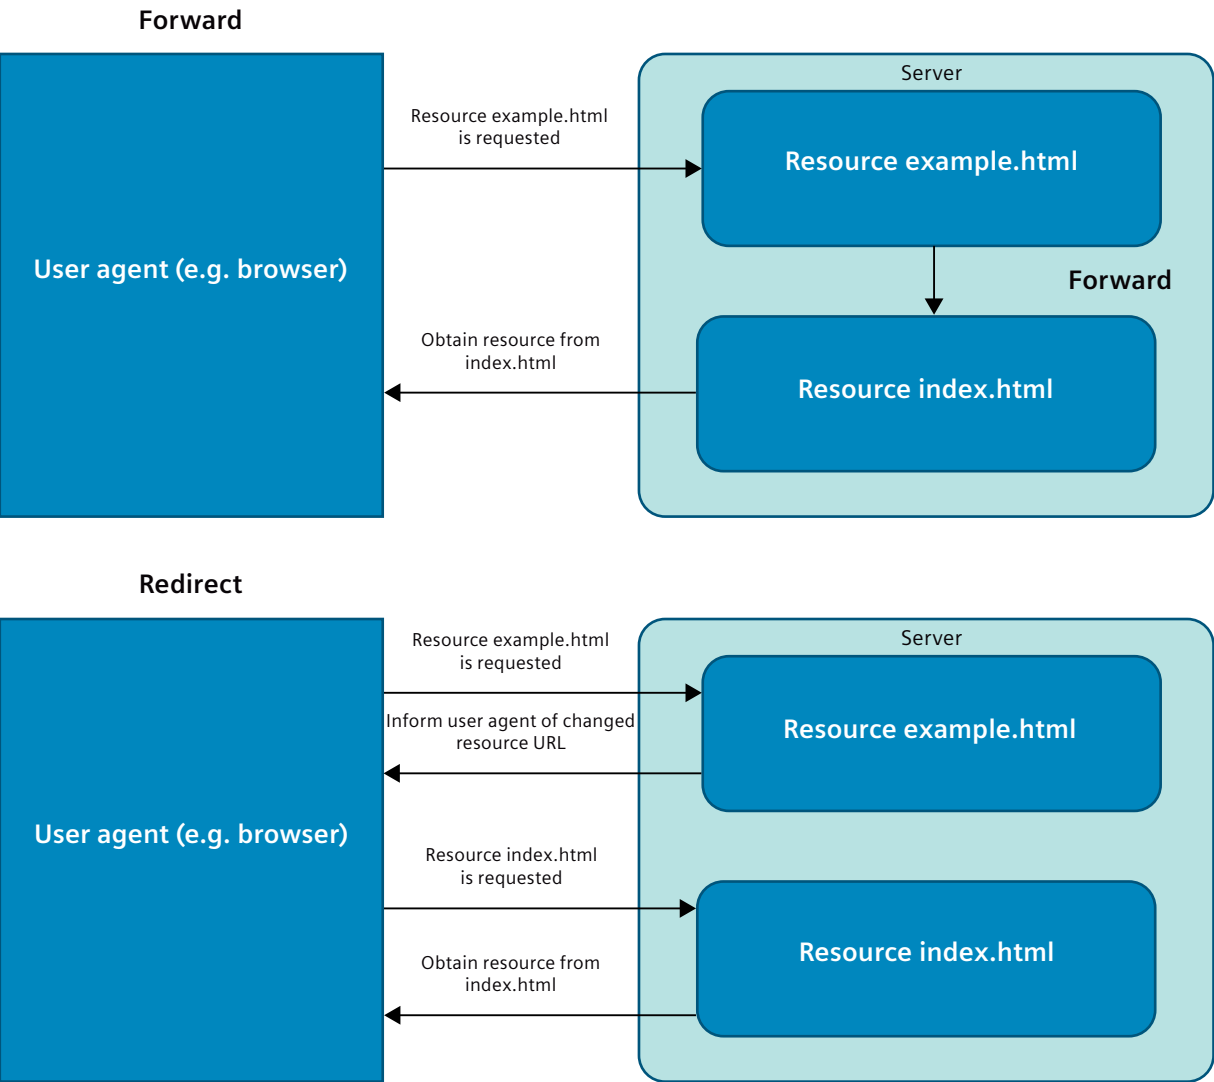 Forward
Server
Resource example.html
is requested
Resource example.html
User agent (e.g. browser)
Forward
Obtain resource from
index.html
Resource index.html
Redirect
Server
Resource example.html
is requested
Resource example.html
Inform user agent of changed
resource URL
User agent (e.g. browser)
Resource index.html
is requested
Resource index.html
Obtain resource from
index.html